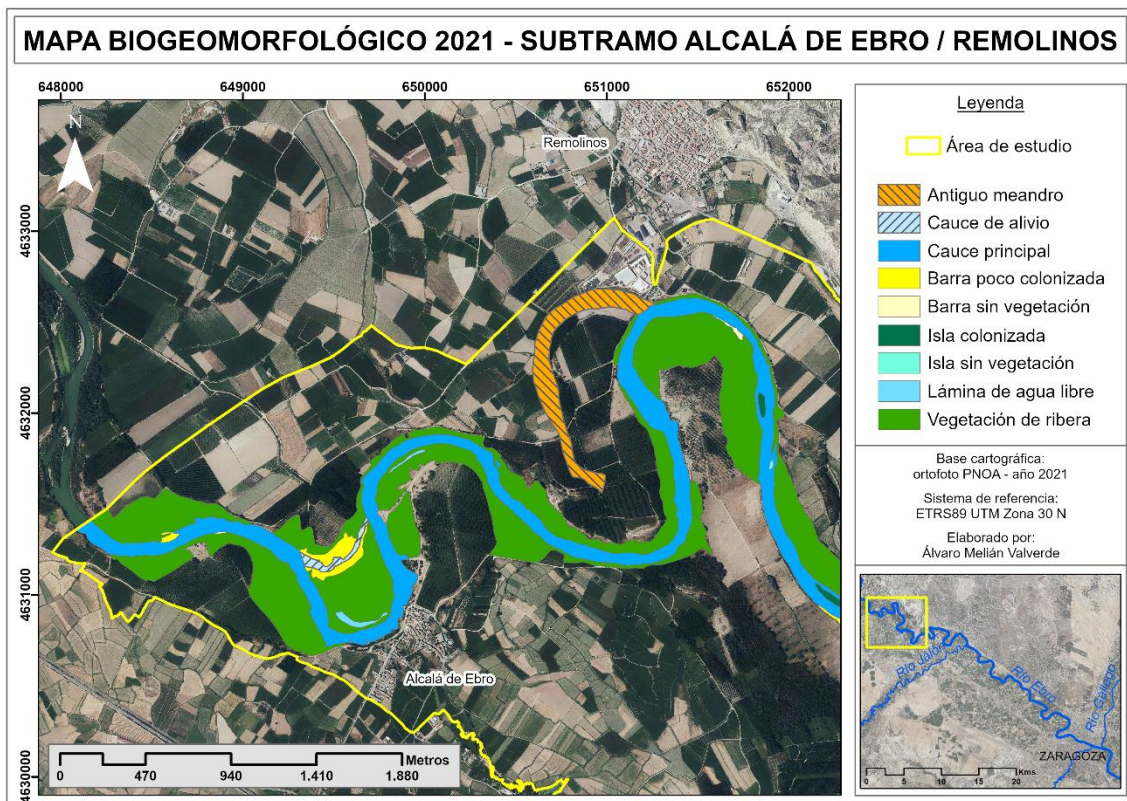 MAPA BIOGEOMORFOLÓGICO 2021 - SUBTRAMO ALCALÁ DE EBRO / REMOLINOS
648000
649000
650000
651000
652000
4633000
4632000
4631000
4630000
N
Remolinos
Alcalá de Ebro
Metros
0
470
940
1.410
1.880
Leyenda
Área de estudio
Antiguo meandro
Cauce de alivio
Cauce principal
Barra poco colonizada
Barra sin vegetación
Isla colonizada
Isla sin vegetación
Lámina de agua libre
Vegetación de ribera
Base cartográfica:
ortofoto PNOA - año 2021
Sistema de referencia:
ETRS89 UTM Zona 30 N
Elaborado por:
Álvaro Melián Valverde
Río Jalón
Río Ebro
Río Gállego
ZARAGOZA
0
5
10
15
20
Kms.